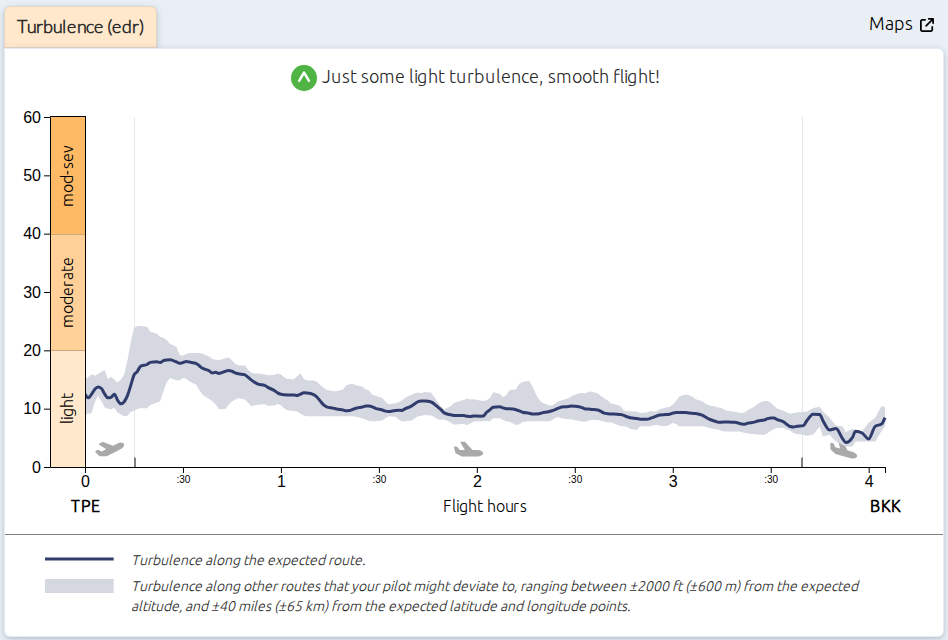 Turbulence (edr)
Maps
Just some light turbulence, smooth flight!
60
50
40
30
20
10
0
mod-sev
moderate
light
0 :30 1 :30 2 :30 3 :30 4
TPE Flight hours BKK
Turbulence along the expected route.
Turbulence along other routes that your pilot might deviate to, ranging between ±2000 ft (±600 m) from the expected
altitude, and ±40 miles (±65 km) from the expected latitude and longitude points.